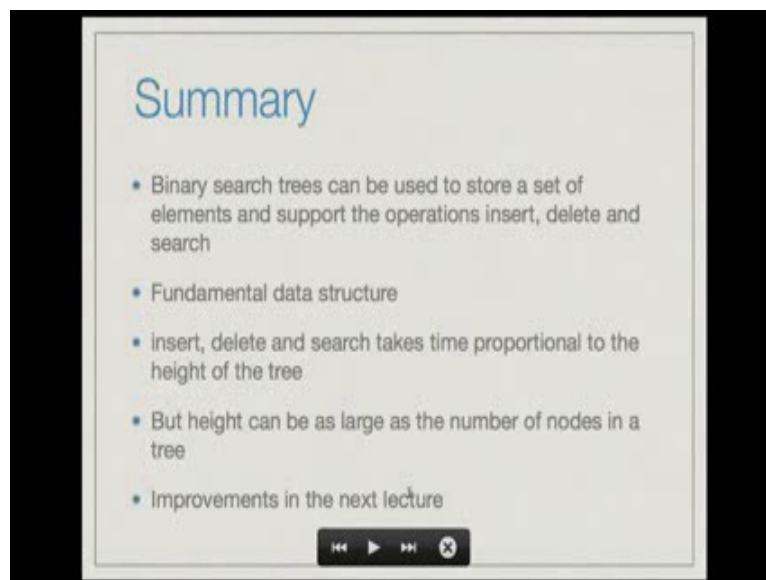 Summary
• Binary search trees can be used to store a set of
elements and support the operations insert, delete and
search
• Fundamental data structure
• insert, delete and search takes time proportional to the
height of the tree
• But height can be as large as the number of nodes in a
tree
• Improvements in the next lecture